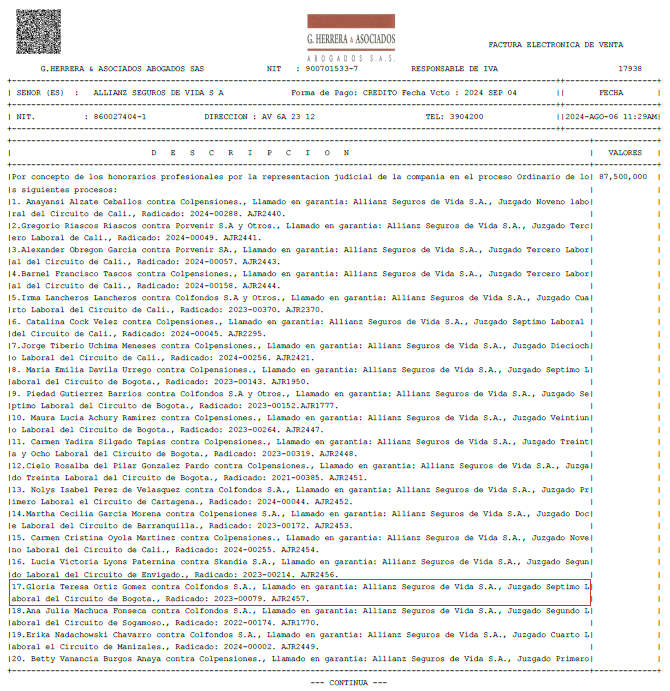 G. HERRERA & ASOCIADOS
ABOGADOS S.A.S.
FACTURA ELECTRONICA DE VENTA
G.HERRERA & ASOCIADOS ABOGADOS SAS NIT : 900701533-7 RESPONSABLE DE IVA 17938
SENOR (ES) : ALLIANZ SEGUROS DE VIDA S A Forma de Pago: CREDITO Fecha Vcto : 2024 SEP 04 FECHA
NIT. : 860027404-1 DIRECCION : AV 6A 23 12 TEL: 3904200 2024-AGO-06 11:29AM
D E S C R I P C I O N VALORES
Por concepto de los honorarios profesionales por la representacion judicial de la compania en el proceso Ordinario de lo 87,500,000
s siguientes procesos:
1. Anayansi Alzate Ceballos contra Colpensiones., Llamado en garantia: Allianz Seguros de Vida S.A., Juzgado Noveno labo
ral del Circuito de Cali., Radicado: 2024-00288. AJR2440.
2.Gregorio Riascos Riascos contra Porvenir S.A y Otros., Llamado en garantia: Allianz Seguros de Vida S.A., Juzgado Terc
ero Laboral de Cali., Radicado: 2024-00049. AJR2441.
3.Alexander Obregon Garcia contra Porvenir SA., Llamado en garantia: Allianz Seguros de Vida S.A., Juzgado Tercero Labor
al del Circuito de Cali., Radicado: 2024-00057. AJR2443.
4.Barnel Francisco Tascos contra Colpensiones., Llamado en garantia: Allianz Seguros de Vida S.A., Juzgado Tercero Labor
al del Circuito de Cali., Radicado: 2024-00158. AJR2444.
5.Irma Lancheros Lancheros contra Colfondos S.A y Otros., Llamado en garantia: Allianz Seguros de Vida S.A., Juzgado Cua
rto Laboral del Circuito de Cali., Radicado: 2023-00370. AJR2370.
6. Catalina Cock Velez contra Colpensiones., Llamado en garantia: Allianz Seguros de Vida S.A., Juzgado Septimo Laboral
del Circuito de Cali., Radicado: 2024-00045. AJR2295.
7.Jorge Tiberio Uchima Meneses contra Colpensiones., Llamado en garantia: Allianz Seguros de Vida S.A., Juzgado Dieciocho
o Laboral del Circuito de Cali., Radicado: 2024-00256. AJR2421.
8. Maria Emilia Davila Urrego contra Colpensiones., Llamado en garantia: Allianz Seguros de Vida S.A., Juzgado Septimo L
aboral del Circuito de Bogota., Radicado: 2023-00143. AJR1950.
9. Piedad Gutierrez Barrios contra Colfondos S.A y Otros., Llamado en garantia: Allianz Seguros de Vida S.A., Juzgado Se
ptimo Laboral del Circuito de Bogota., Radicado: 2023-00152.AJR1777.
10. Maura Lucia Achury Ramirez contra Colpensiones., Llamado en garantia: Allianz Seguros de Vida S.A., Juzgado Veintiun
o Laboral del Circuito de Bogota., Radicado: 2023-00264. AJR2447.
11. Carmen Yadira Silgado Tapias contra Colpensiones., Llamado en garantia: Allianz Seguros de Vida S.A., Juzgado Treint
a y Ocho Laboral del Circuito de Bogota., Radicado: 2023-00319. AJR2448.
12.Cielo Rosalba del Pilar Gonzalez Pardo contra Colpensiones., Llamado en garantia: Allianz Seguros de Vida S.A., Juzga
do Treinta Laboral del Circuito de Bogota., Radicado: 2021-00385. AJR2451.
13. Nolys Isabel Perez de Velasquez contra Colfondos S.A., Llamado en garantia: Allianz Seguros de Vida S.A., Juzgado Pr
imero Laboral el Circuito de Cartagena., Radicado: 2024-00044. AJR2452.
14.Martha Cecilia Garcia Morena contra Colpensiones S.A., Llamado en garantia: Allianz Seguros de Vida S.A., Juzgado Doc
e Laboral del Circuito de Barranquilla., Radicado: 2023-00172. AJR2453.
15. Carmen Cristina Oyola Martinez contra Colfondos S.A., Llamado en garantia: Allianz Seguros de Vida S.A., Juzgado Nove
no Laboral del Circuito de Cali., Radicado: 2024-00255. AJR2454.
16. Lucia Victoria Lyons Paternina contra Skandia S.A., Llamado en garantia: Allianz Seguros de Vida S.A., Juzgado Segun
do Laboral del Circuito de Envigado., Radicado: 2023-00214. AJR2456.
17.Gloria Teresa Ortiz Gomez contra Colfondos S.A., Llamado en garantia: Allianz Seguros de Vida S.A., Juzgado Septimo L
aboral del Circuito de Bogota., Radicado: 2023-00079. AJR2457.
18.Ana Julia Machuca Fonseca contra Colfondos S.A., Llamado en garantia: Allianz Seguros de Vida S.A., Juzgado Segundo L
aboral del Circuito de Sogamoso., Radicado: 2022-00174. AJR1770.
19.Erika Nadachowski Chavarro contra Colfondos S.A., Llamado en garantia: Allianz Seguros de Vida S.A., Juzgado Cuarto L
aboral el Circuito de Manizales., Radicado: 2024-00002. AJR2449.
20. Betty Vanancia Burgos Anaya contra Colpensiones., Llamado en garantia: Allianz Seguros de Vida S.A., Juzgado Primero
--- CONTINUA ---